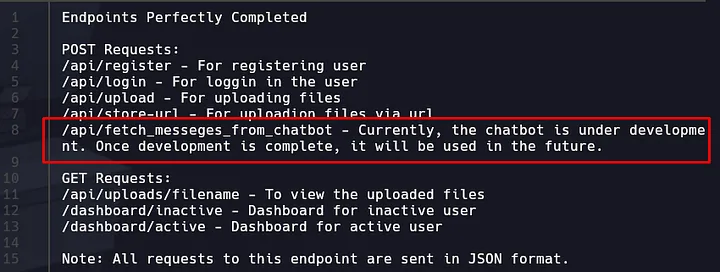 1 Endpoints Perfectly Completed
2
3 POST Requests:
4 /api/register - For registering user
5 /api/login - For loggin in the user
6 /api/upload - For uploading files
7 /api/store-url - For uploadion files via url
8 /api/fetch_messeges_from_chatbot - Currently, the chatbot is under developme
nt. Once development is complete, it will be used in the future.
9
10 GET Requests:
11 /api/uploads/filename - To view the uploaded files
12 /dashboard/inactive - Dashboard for inactive user
13 /dashboard/active - Dashboard for active user
14
15 Note: All requests to this endpoint are sent in JSON format.